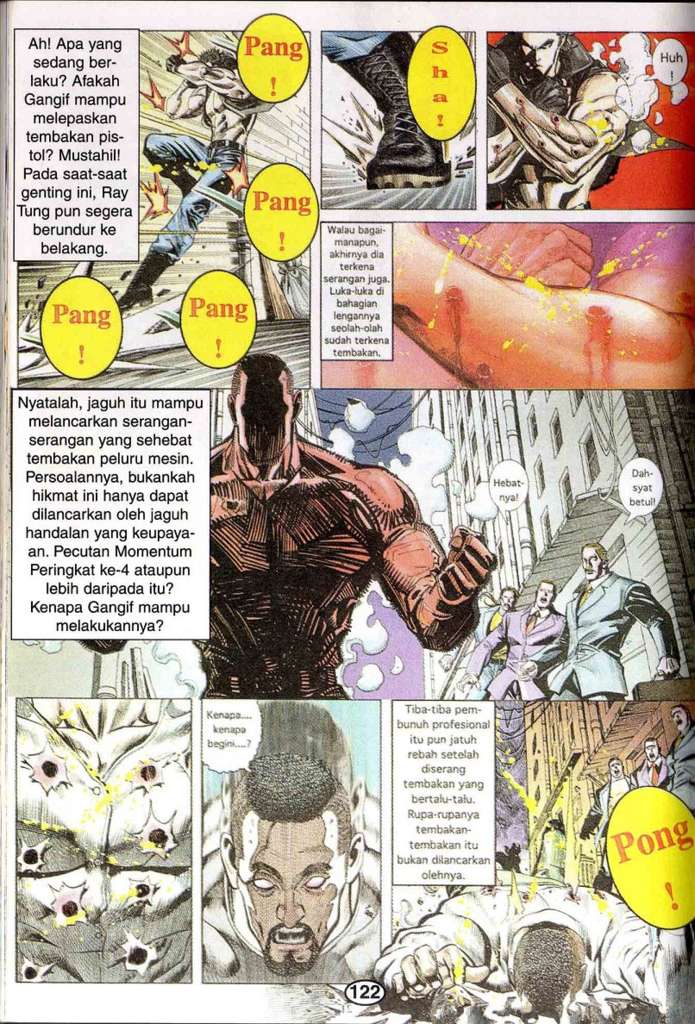 Ah! Apa yang
sedang ber-
laku? Afakah
Gangif mampu
melepaskan
tembakan pis-
tol? Mustahil!
Pada saat-saat
genting ini, Ray
Tung pun segera
berundur ke
belakang.
Pang
!
Pang
!
Pang
!
Pang
!
Sha!
Huh
!
Walau bagai-
manapun,
akhirnya dia
terkena
serangan juga.
Luka-luka di
bahagian
lengannya
seolah-olah
sudah terkena
tembakan.
Nyatalah, jaguh itu mampu
melancarkan serangan-
serangan yang sehebat
tembakan peluru mesin.
Persoalannya, bukankah
hikmat ini hanya dapat
dilancarkan oleh jaguh
handalan yang keupaya-
an. Pecutan Momentum
Peringkat ke-4 ataupun
lebih daripada itu?
Kenapa Gangif mampu
melakukannya?
Hebat-
nya!
Dah-
syat
betul!
Kenapa....
kenapa
begini....?
Tiba-tiba pem-
bunuh profesional
itu pun jatuh
rebah setelah
diserang
tembakan yang
bertalu-talu.
Rupa-rupanya
tembakan-
tembakan itu
bukan dilancarkan
olehnya.
Pong
!
122